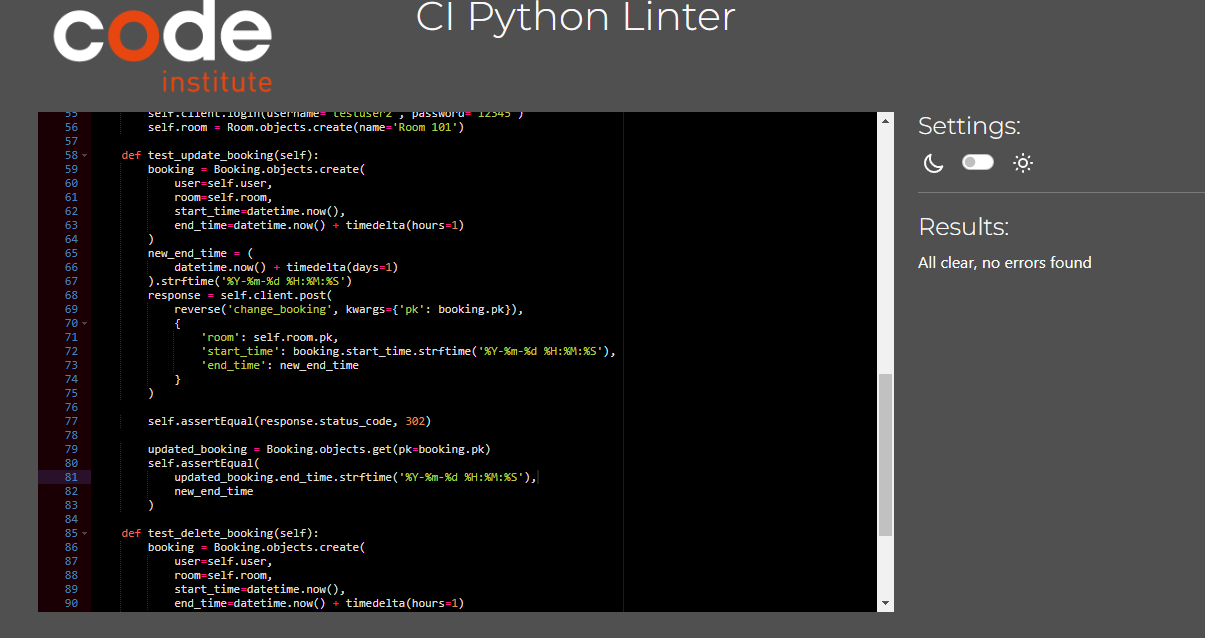 code
institute
CI Python Linter
55 self.client.login(username='testuser2', password='12345')
56 self.room = Room.objects.create(name='Room 101')
57
58 def test_update_booking(self):
59 booking = Booking.objects.create(
60 user=self.user,
61 room=self.room,
62 start_time=datetime.now(),
63 end_time=datetime.now() + timedelta(hours=1)
64 )
65 new_end_time = (
66 datetime.now() + timedelta(days=1)
67 ).strftime('%Y-%m-%d %H:%M:%S')
68 response = self.client.post(
69 reverse('change_booking', kwargs={'pk': booking.pk}),
70 {
71 'room': self.room.pk,
72 'start_time': booking.start_time.strftime('%Y-%m-%d %H:%M:%S'),
73 'end_time': new_end_time
74 }
75 )
76
77 self.assertEqual(response.status_code, 302)
78
79 updated_booking = Booking.objects.get(pk=booking.pk)
80 self.assertEqual(
81 updated_booking.end_time.strftime('%Y-%m-%d %H:%M:%S'),
82 new_end_time
83 )
84
85 def test_delete_booking(self):
86 booking = Booking.objects.create(
87 user=self.user,
88 room=self.room,
89 start_time=datetime.now(),
90 end_time=datetime.now() + timedelta(hours=1)
Settings:
Results:
All clear, no errors found